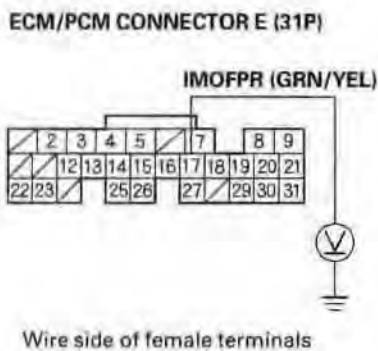 ECM/PCM CONNECTOR E (31P)
IMOFPR (GRN/YEL)
2 3 4 5 7 8 9
12 13 14 15 16 17 18 19 20 21
22 23 25 26 27 29 30 31
V
Wire side of female terminals